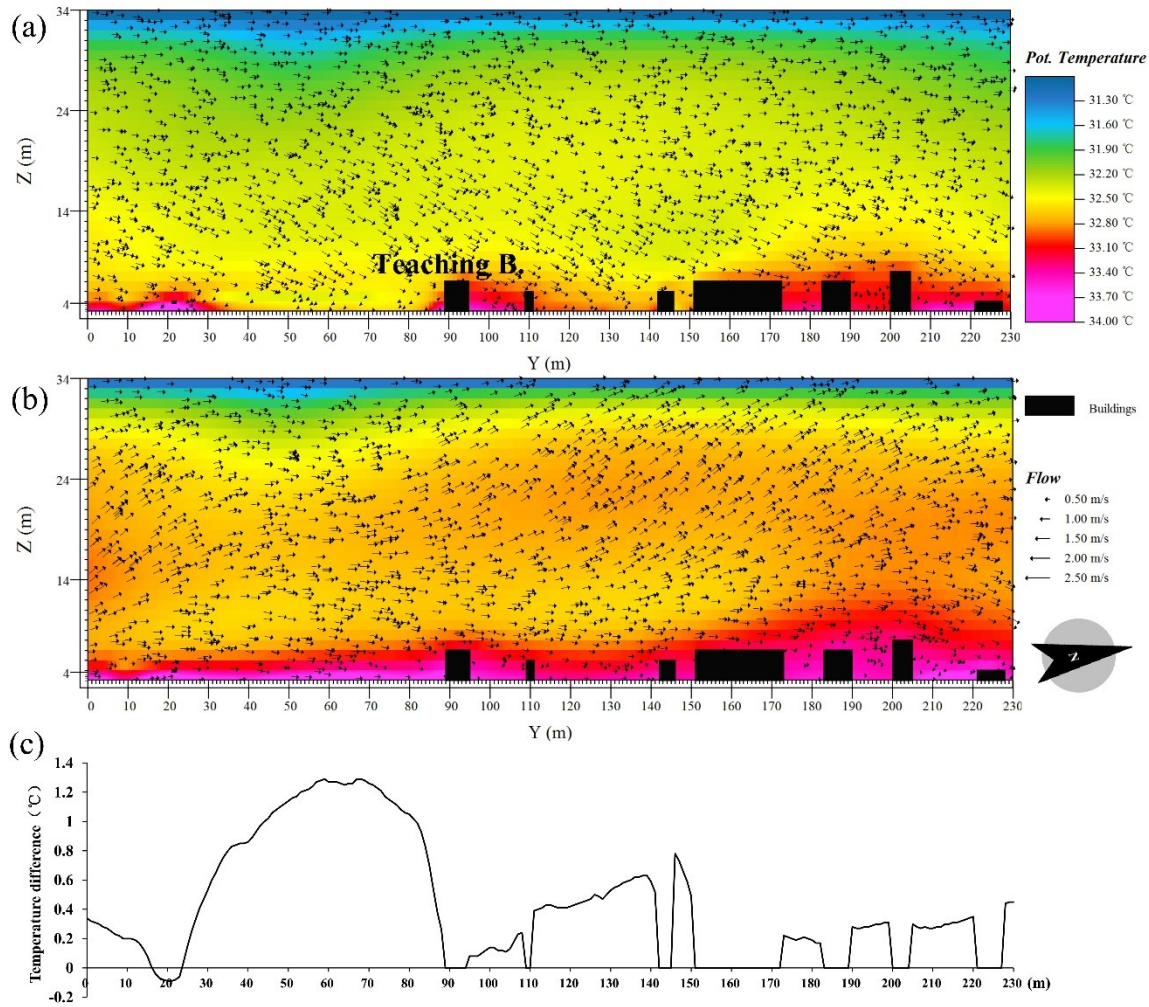 (a)
34
24
14
4
Z (m)
Teaching B.
0 10 20 30 40 50 60 70 80 90 100 110 120 130 140 150 160 170 180 190 200 210 220 230
Y (m)
Pot. Temperature
31.30 ℃
31.60 ℃
31.90 ℃
32.20 ℃
32.50 ℃
32.80 ℃
33.10 ℃
33.40 ℃
33.70 ℃
34.00 ℃
(b)
34
24
14
4
Z (m)
0 10 20 30 40 50 60 70 80 90 100 110 120 130 140 150 160 170 180 190 200 210 220 230
Y (m)
Buildings
Flow
0.50 m/s
1.00 m/s
1.50 m/s
2.00 m/s
2.50 m/s
N
(c)
Temperature difference (℃)
1.4
1.2
1
0.8
0.6
0.4
0.2
0
-0.2
0 10 20 30 40 50 60 70 80 90 100 110 120 130 140 150 160 170 180 190 200 210 220 230 (m)